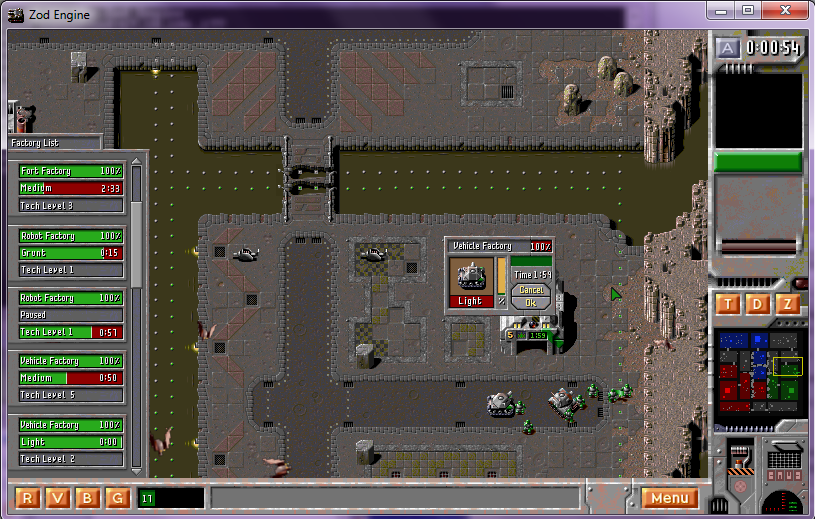 Zod Engine
A 0:00:54
Factory List
Fort Factory 100%
Medium 2:33
Tech Level 3
Robot Factory 100%
Grunt 0:15
Tech Level 1
Robot Factory 100%
Paused
Tech Level 1 0:57
Vehicle Factory 100%
Medium 0:50
Tech Level 5
Vehicle Factory 100%
Light 0:00
Tech Level 2
Vehicle Factory 100%
Time 1:59
Light
%
Cancel
Ok
5 1:59
T D Z
R V B G
11
Menu